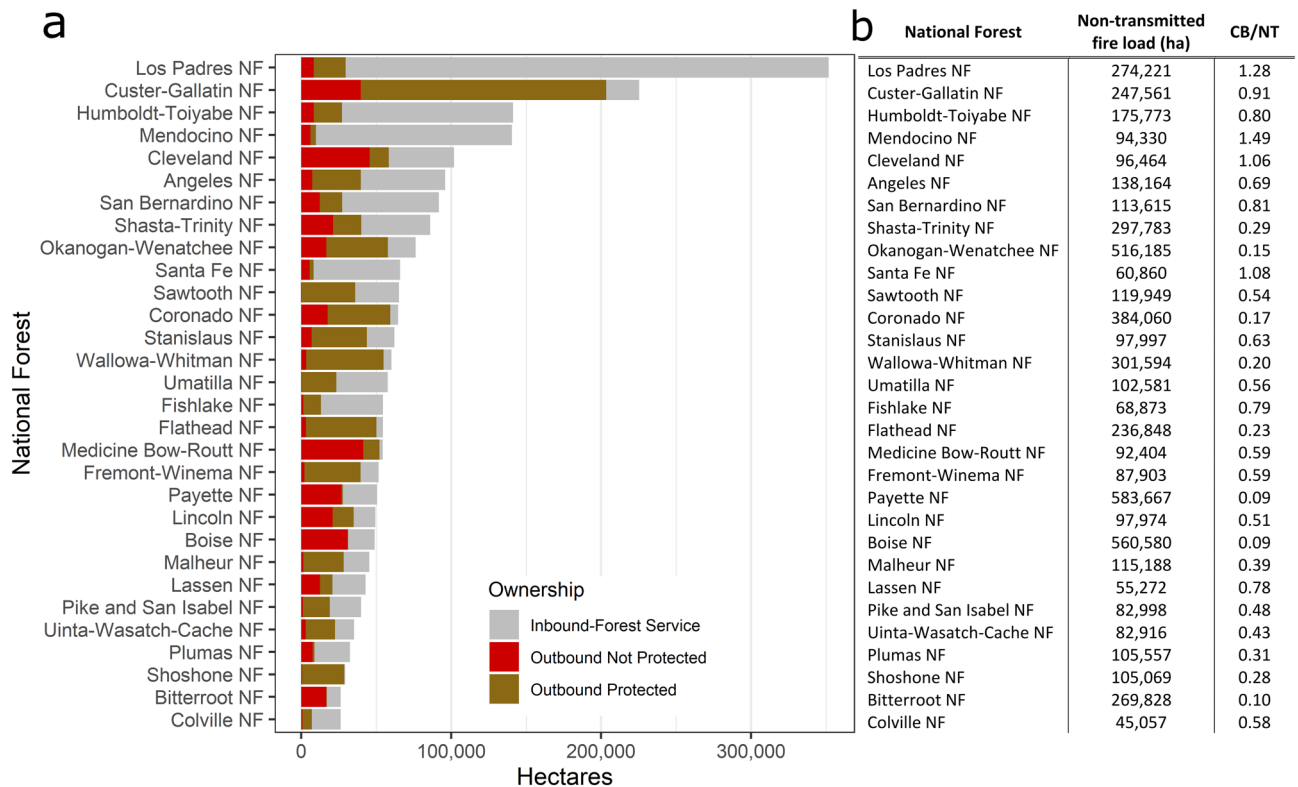 a
National Forest
Los Padres NF
Custer-Gallatin NF
Humboldt-Toiyabe NF
Mendocino NF
Cleveland NF
Angeles NF
San Bernardino NF
Shasta-Trinity NF
Okanogan-Wenatchee NF
Santa Fe NF
Sawtooth NF
Coronado NF
Stanislaus NF
Wallowa-Whitman NF
Umatilla NF
Fishlake NF
Flathead NF
Medicine Bow-Routt NF
Fremont-Winema NF
Payette NF
Lincoln NF
Boise NF
Malheur NF
Lassen NF
Pike and San Isabel NF
Uinta-Wasatch-Cache NF
Plumas NF
Shoshone NF
Bitterroot NF
Colville NF
0 100,000 200,000 300,000
Hectares
Ownership
Inbound-Forest Service
Outbound Not Protected
Outbound Protected
b
National Forest Non-transmitted fire load (ha) CB/NT
Los Padres NF 274,221 1.28
Custer-Gallatin NF 247,561 0.91
Humboldt-Toiyabe NF 175,773 0.80
Mendocino NF 94,330 1.49
Cleveland NF 96,464 1.06
Angeles NF 138,164 0.69
San Bernardino NF 113,615 0.81
Shasta-Trinity NF 297,783 0.29
Okanogan-Wenatchee NF 516,185 0.15
Santa Fe NF 60,860 1.08
Sawtooth NF 119,949 0.54
Coronado NF 384,060 0.17
Stanislaus NF 97,997 0.63
Wallowa-Whitman NF 301,594 0.20
Umatilla NF 102,581 0.56
Fishlake NF 68,873 0.79
Flathead NF 236,848 0.23
Medicine Bow-Routt NF 92,404 0.59
Fremont-Winema NF 87,903 0.59
Payette NF 583,667 0.09
Lincoln NF 97,974 0.51
Boise NF 560,580 0.09
Malheur NF 115,188 0.39
Lassen NF 55,272 0.78
Pike and San Isabel NF 82,998 0.48
Uinta-Wasatch-Cache NF 82,916 0.43
Plumas NF 105,557 0.31
Shoshone NF 105,069 0.28
Bitterroot NF 269,828 0.10
Colville NF 45,057 0.58